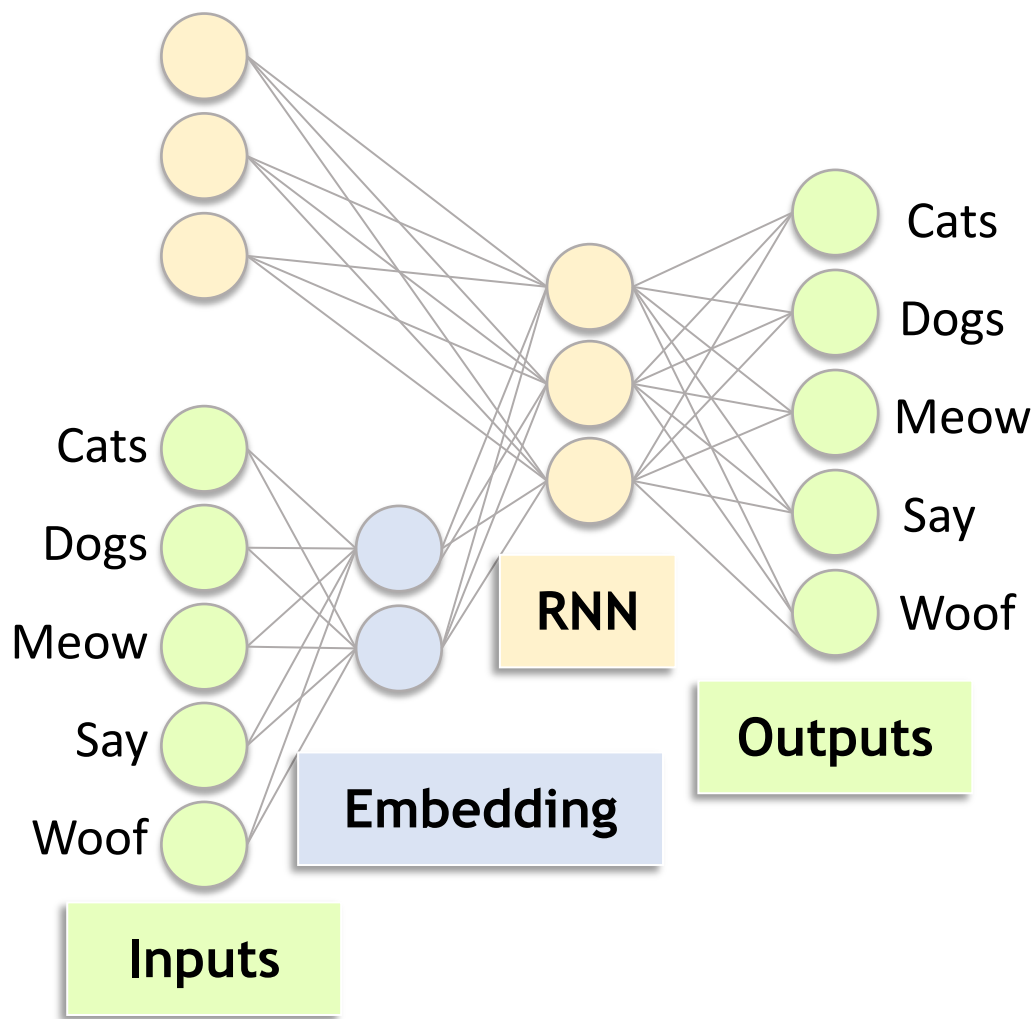 Cats
Dogs
Meow
Say
Woof
Inputs
Embedding
RNN
Cats
Dogs
Meow
Say
Woof
Outputs